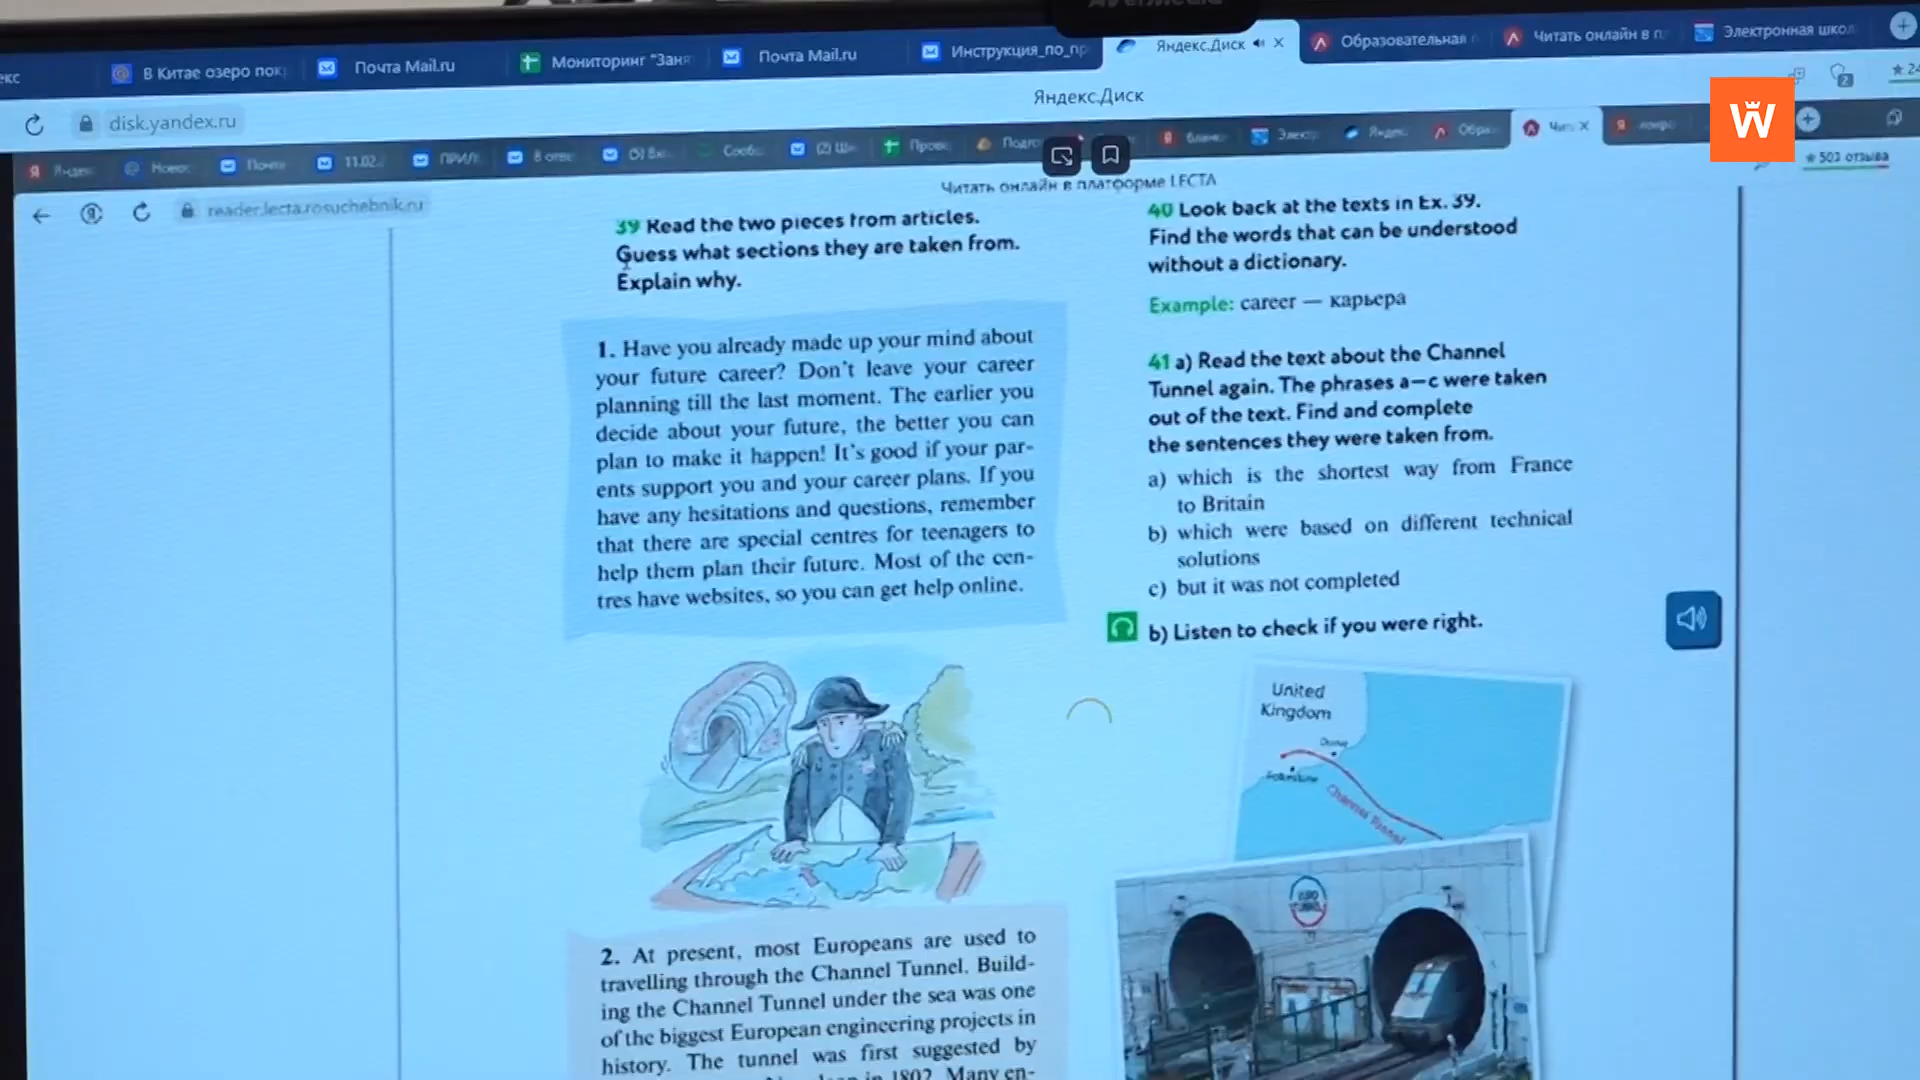 В Китае озеро пок
Почта Mail.ru
Мониторинг "Заня
Почта Mail.ru
Инструкция_по_пр
Яндекс.Диск
Образовательная
Читать онлайн в п
Электронная школ
Яндекс.Диск
disk.yandex.ru
W
11.02.
503 отзыва
Читать онлайн в платформе LECTA
reader.lecta.rosuchebnik.ru
39 Read the two pieces from articles.
Guess what sections they are taken from.
Explain why.
1. Have you already made up your mind about
your future career? Don't leave your career
planning till the last moment. The earlier you
decide about your future, the better you can
plan to make it happen! It's good if your par-
ents support you and your career plans. If you
have any hesitations and questions, remember
that there are special centres for teenagers to
help them plan their future. Most of the cen-
tres have websites, so you can get help online.
2. At present, most Europeans are used to
travelling through the Channel Tunnel. Build-
ing the Channel Tunnel under the sea was one
of the biggest European engineering projects in
history. The tunnel was first suggested by
in 1802. Many en-
40 Look back at the texts in Ex. 39.
Find the words that can be understood
without a dictionary.
Example: career — карьера
41 a) Read the text about the Channel
Tunnel again. The phrases a—c were taken
out of the text. Find and complete
the sentences they were taken from.
a) which is the shortest way from France
to Britain
b) which were based on different technical
solutions
c) but it was not completed
b) Listen to check if you were right.
United
Kingdom
Folkestone
Channel Tunnel